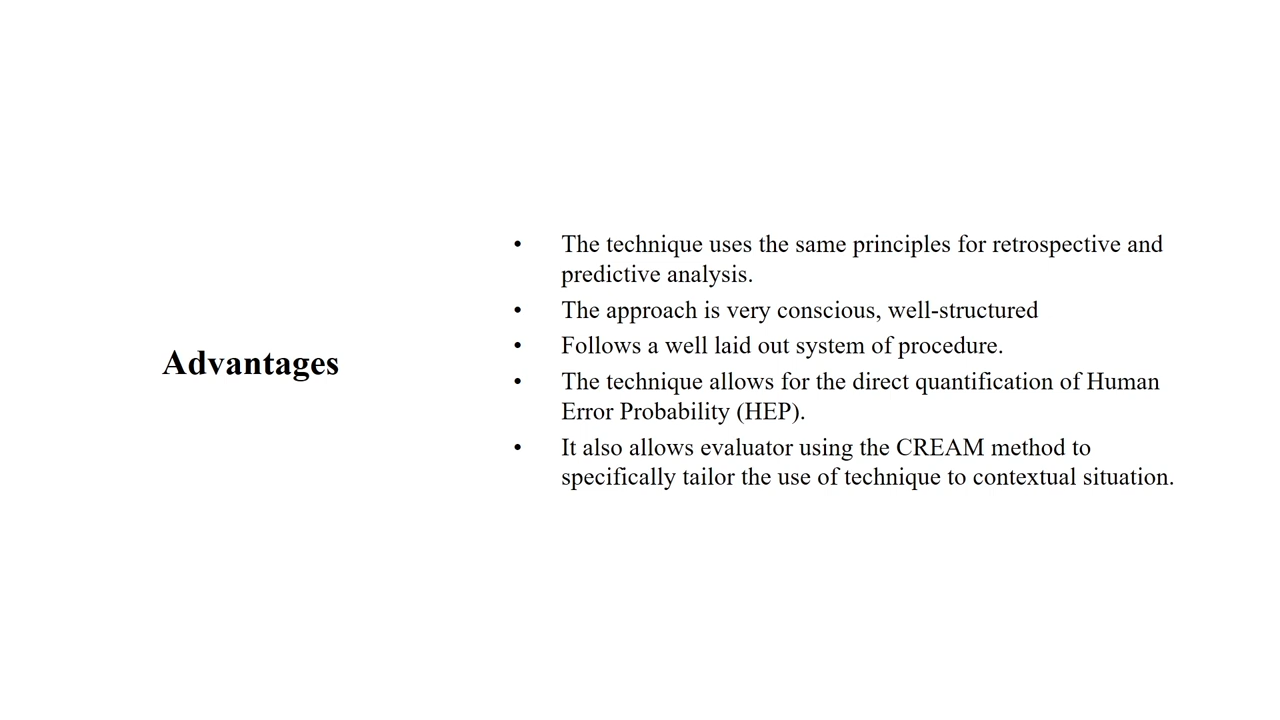 Advantages
• The technique uses the same principles for retrospective and
predictive analysis.
• The approach is very conscious, well-structured
• Follows a well laid out system of procedure.
• The technique allows for the direct quantification of Human
Error Probability (HEP).
• It also allows evaluator using the CREAM method to
specifically tailor the use of technique to contextual situation.